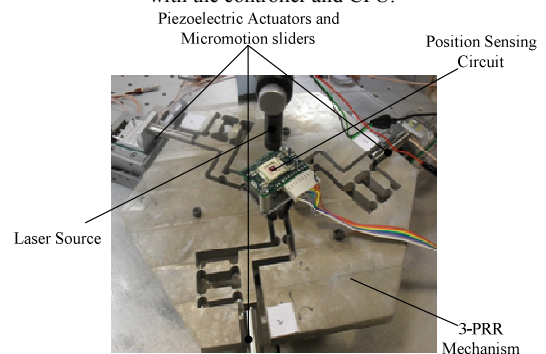 with the controller and CPU.
Piezoelectric Actuators and
Micromotion sliders
Position Sensing
Circuit
Laser Source
3-PRR
Mechanism